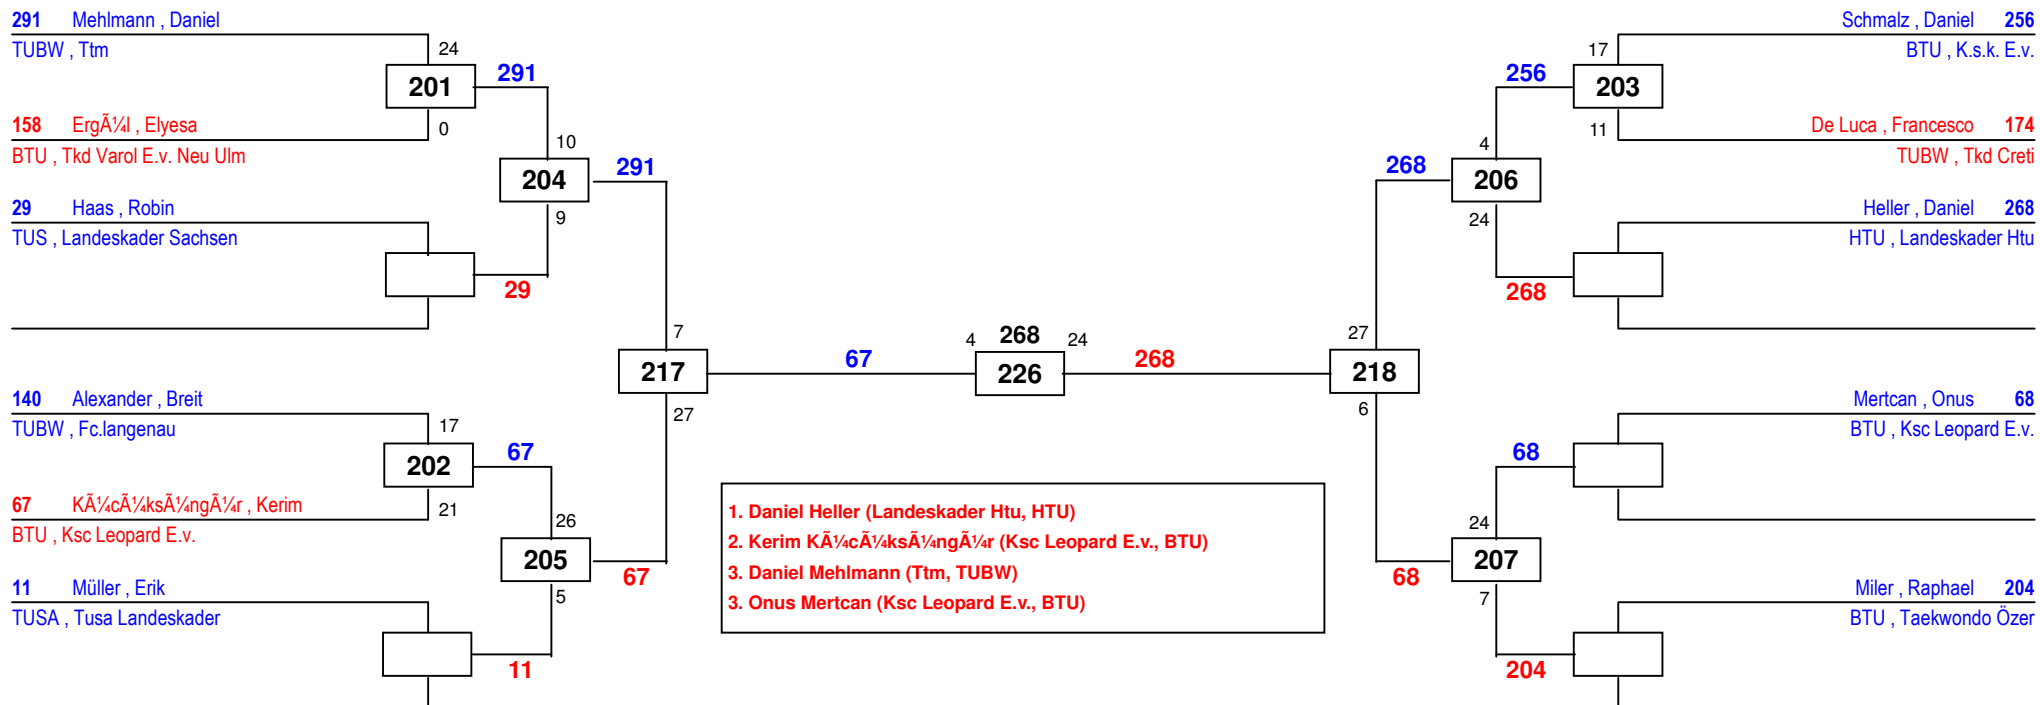 291 Mehlmann , Daniel
TUBW , Ttm
24
201
291
158 ErgÃ¼l , Elyesa
0
BTU , Tkd Varol E.v. Neu Ulm
10
204
291
29 Haas , Robin
9
TUS , Landeskader Sachsen
29
7
217
67
27
140 Alexander , Breit
TUBW , Fc.langenau
17
202
67
67 KÃ¼cÃ¼ksÃ¼ngÃ¼r , Kerim
21
BTU , Ksc Leopard E.v.
26
205
67
11 Müller , Erik
5
TUSA , Tusa Landeskader
11
4 268 24
226
268
1. Daniel Heller (Landeskader Htu, HTU)
2. Kerim KÃ¼cÃ¼ksÃ¼ngÃ¼r (Ksc Leopard E.v., BTU)
3. Daniel Mehlmann (Ttm, TUBW)
3. Onus Mertcan (Ksc Leopard E.v., BTU)
Schmalz , Daniel 256
17
BTU , K.s.k. E.v.
256
203
11
De Luca , Francesco 174
4
TUBW , Tkd Creti
268
206
24
Heller , Daniel 268
HTU , Landeskader Htu
268
27
218
6
Mertcan , Onus 68
BTU , Ksc Leopard E.v.
68
24
207
68
7
Miler , Raphael 204
BTU , Taekwondo Özer
204